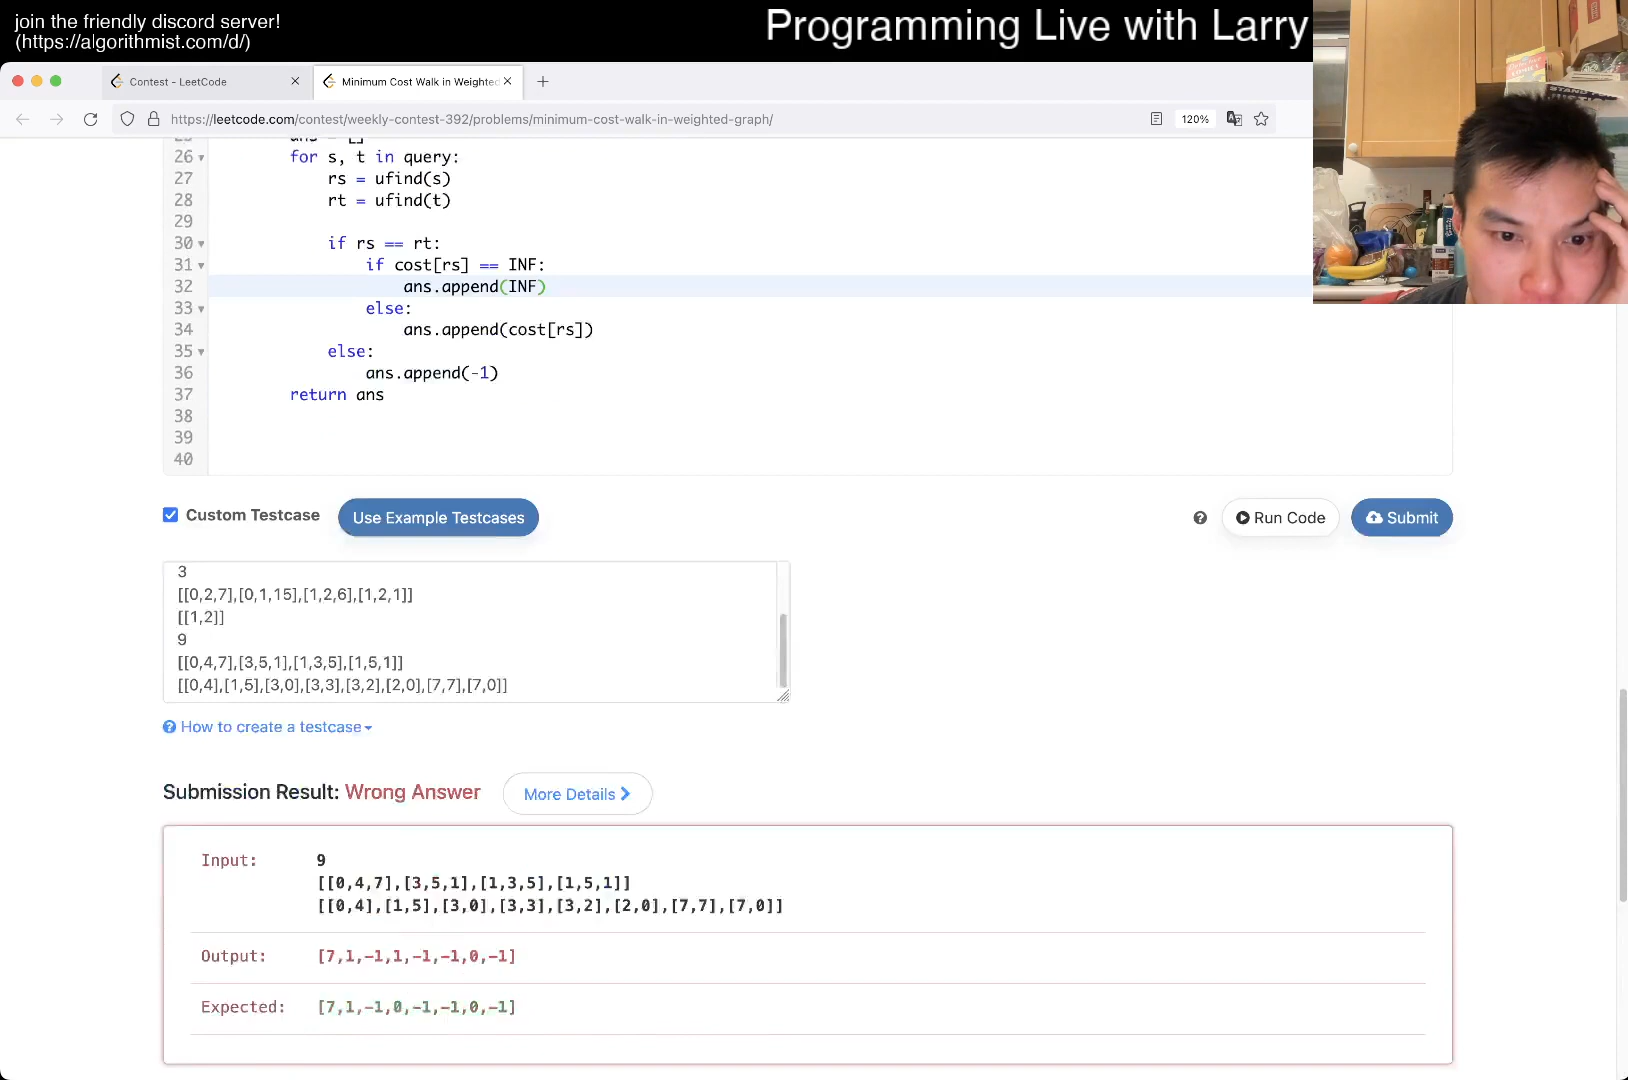 join the friendly discord server!
(https://algorithmist.com/d/)
Programming Live with Larry
Contest - LeetCode
Minimum Cost Walk in Weighted
https://leetcode.com/contest/weekly-contest-392/problems/minimum-cost-walk-in-weighted-graph/
120%
26 for s, t in query:
27 rs = ufind(s)
28 rt = ufind(t)
29
30 if rs == rt:
31 if cost[rs] == INF:
32 ans.append(INF)
33 else:
34 ans.append(cost[rs])
35 else:
36 ans.append(-1)
37 return ans
38
39
40
Custom Testcase
Use Example Testcases
Run Code
Submit
3
[[0,2,7],[0,1,15],[1,2,6],[1,2,1]]
[[1,2]]
9
[[0,4,7],[3,5,1],[1,3,5],[1,5,1]]
[[0,4],[1,5],[3,0],[3,3],[3,2],[2,0],[7,7],[7,0]]
How to create a testcase
Submission Result: Wrong Answer
More Details
Input: 9
[[0,4,7],[3,5,1],[1,3,5],[1,5,1]]
[[0,4],[1,5],[3,0],[3,3],[3,2],[2,0],[7,7],[7,0]]
Output: [7,1,-1,1,-1,-1,0,-1]
Expected: [7,1,-1,0,-1,-1,0,-1]